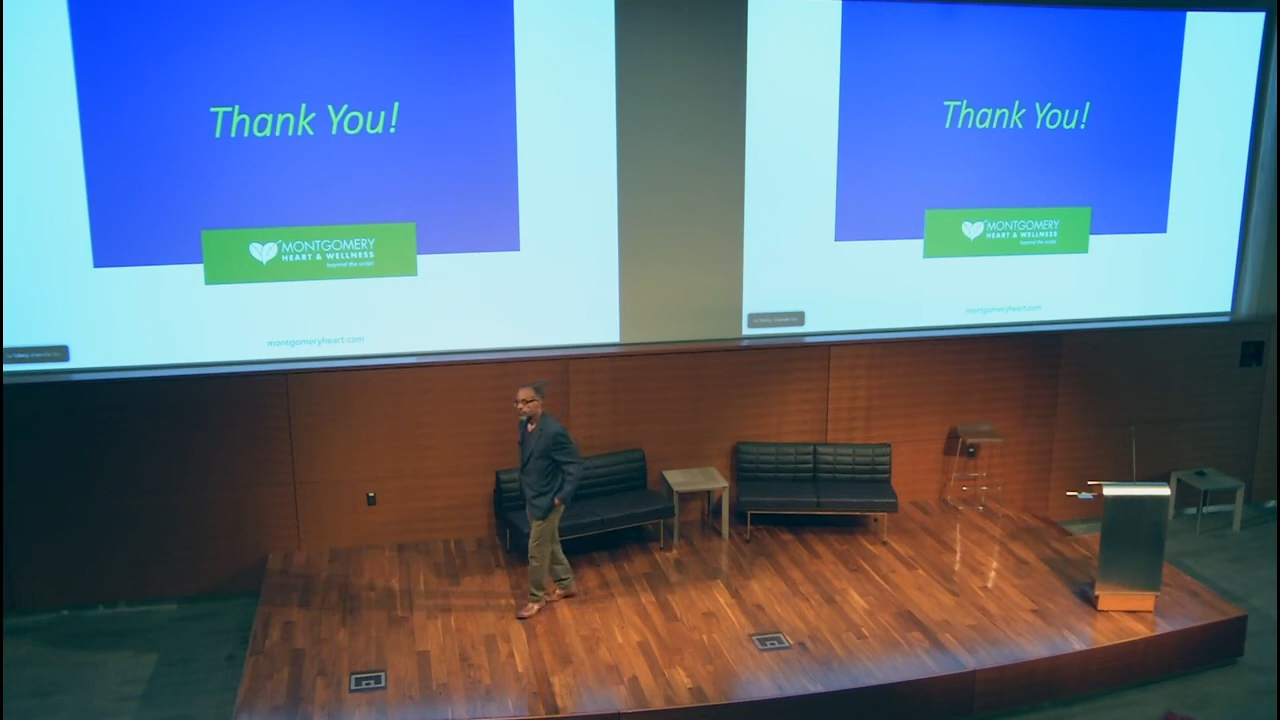 Thank You!
MONTGOMERY
HEART & WELLNESS
beyond the script
montgomeryheart.com
Thank You!
MONTGOMERY
HEART & WELLNESS
beyond the script
montgomeryheart.com